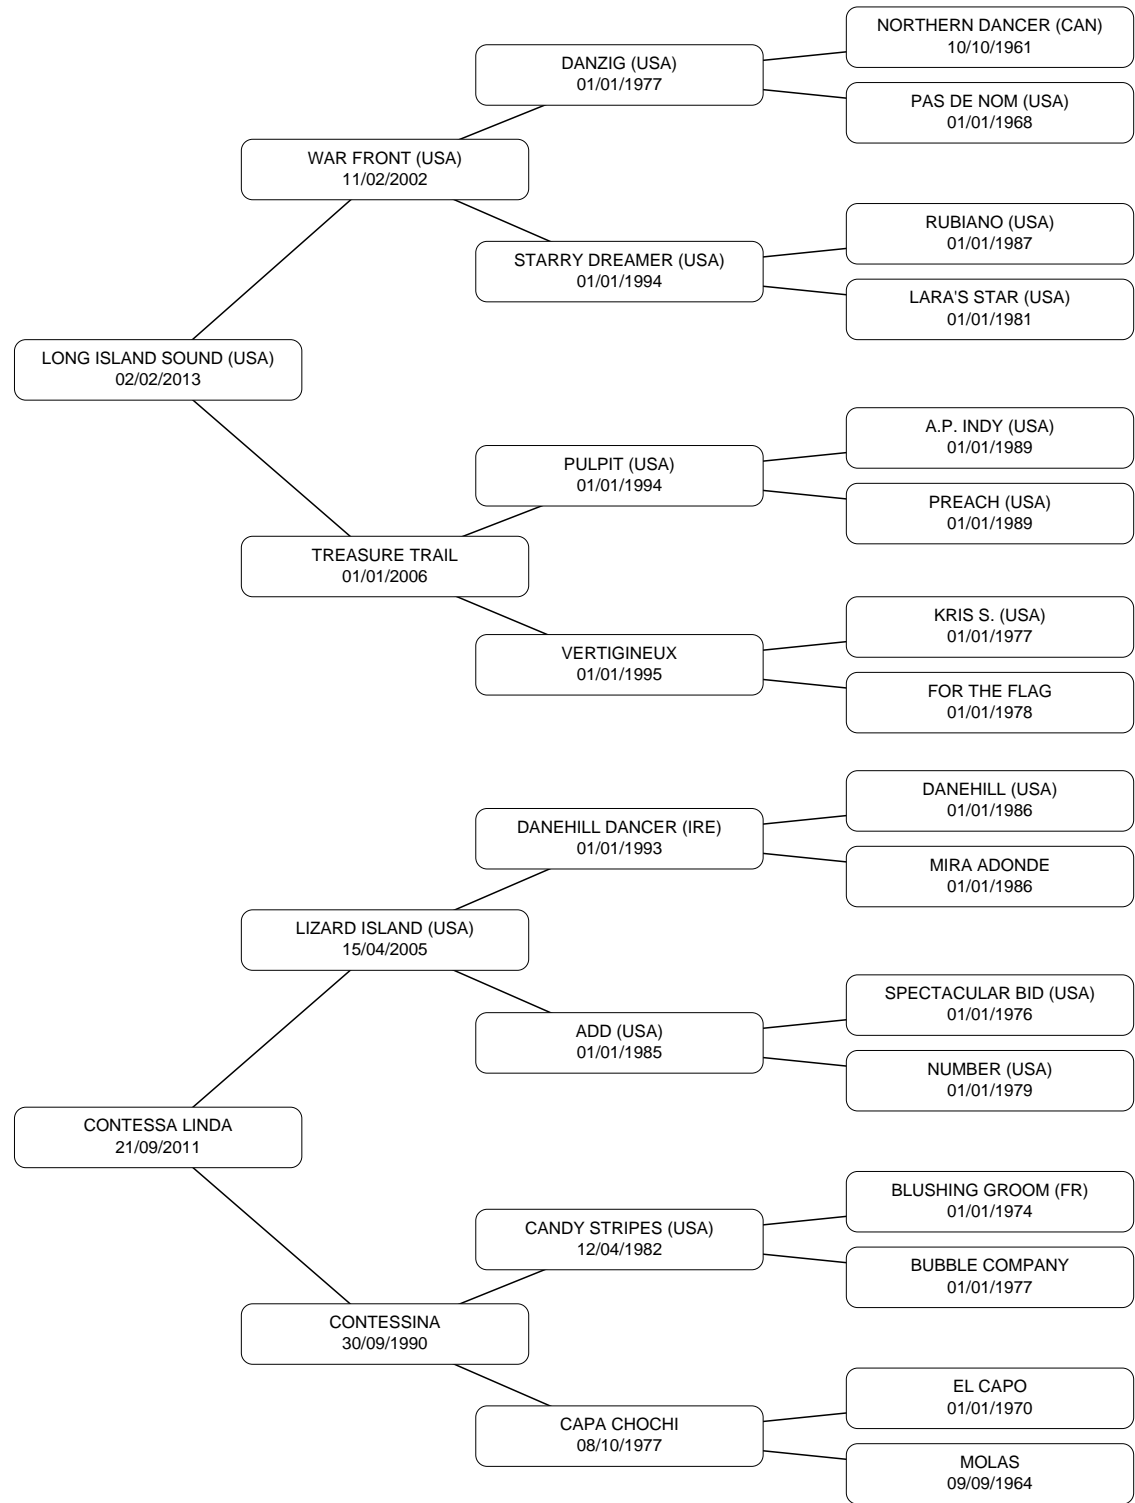 NORTHERN DANCER (CAN)
10/10/1961
DANZIG (USA)
01/01/1977
PAS DE NOM (USA)
01/01/1968
WAR FRONT (USA)
11/02/2002
RUBIANO (USA)
01/01/1987
STARRY DREAMER (USA)
01/01/1994
LARA'S STAR (USA)
01/01/1981
LONG ISLAND SOUND (USA)
02/02/2013
A.P. INDY (USA)
01/01/1989
PULPIT (USA)
01/01/1994
PREACH (USA)
01/01/1989
TREASURE TRAIL
01/01/2006
KRIS S. (USA)
01/01/1977
VERTIGINEUX
01/01/1995
FOR THE FLAG
01/01/1978
DANEHILL (USA)
01/01/1986
DANEHILL DANCER (IRE)
01/01/1993
MIRA ADONDE
01/01/1986
LIZARD ISLAND (USA)
15/04/2005
SPECTACULAR BID (USA)
01/01/1976
ADD (USA)
01/01/1985
NUMBER (USA)
01/01/1979
CONTESSA LINDA
21/09/2011
BLUSHING GROOM (FR)
01/01/1974
CANDY STRIPES (USA)
12/04/1982
BUBBLE COMPANY
01/01/1977
CONTESSINA
30/09/1990
EL CAPO
01/01/1970
CAPA CHOCHI
08/10/1977
MOLAS
09/09/1964